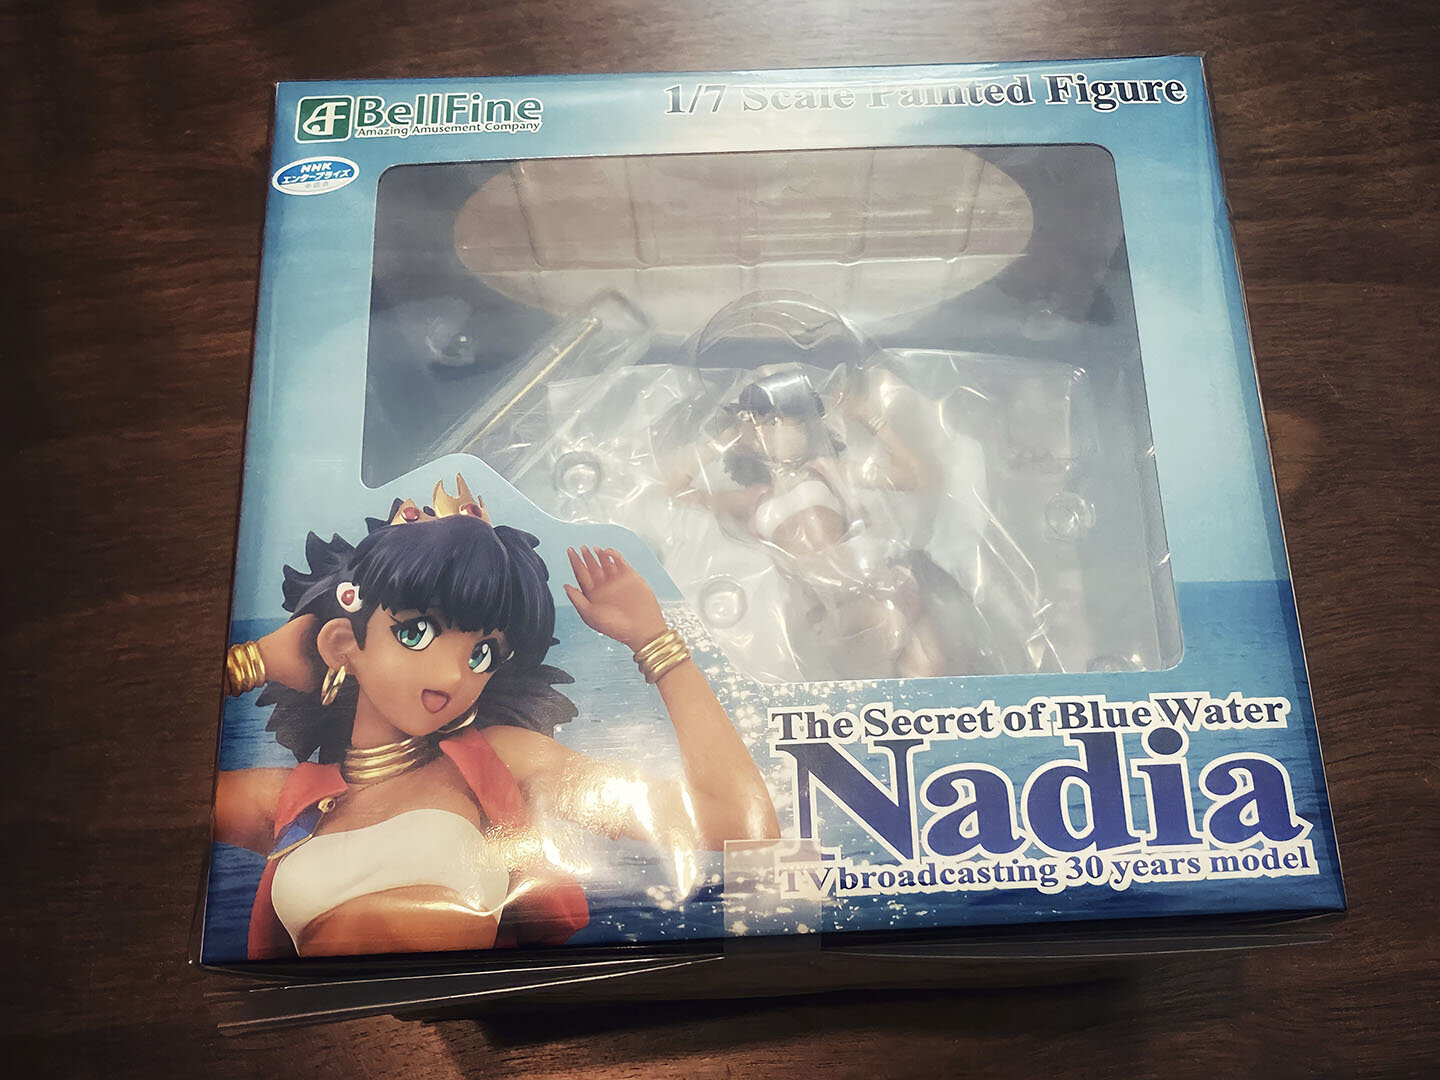 BellFine
Amazing Amusement Company
1/7 Scale Painted Figure
NHK
エンタープライズ
The Secret of Blue Water
Nadia
TV broadcasting 30 years model